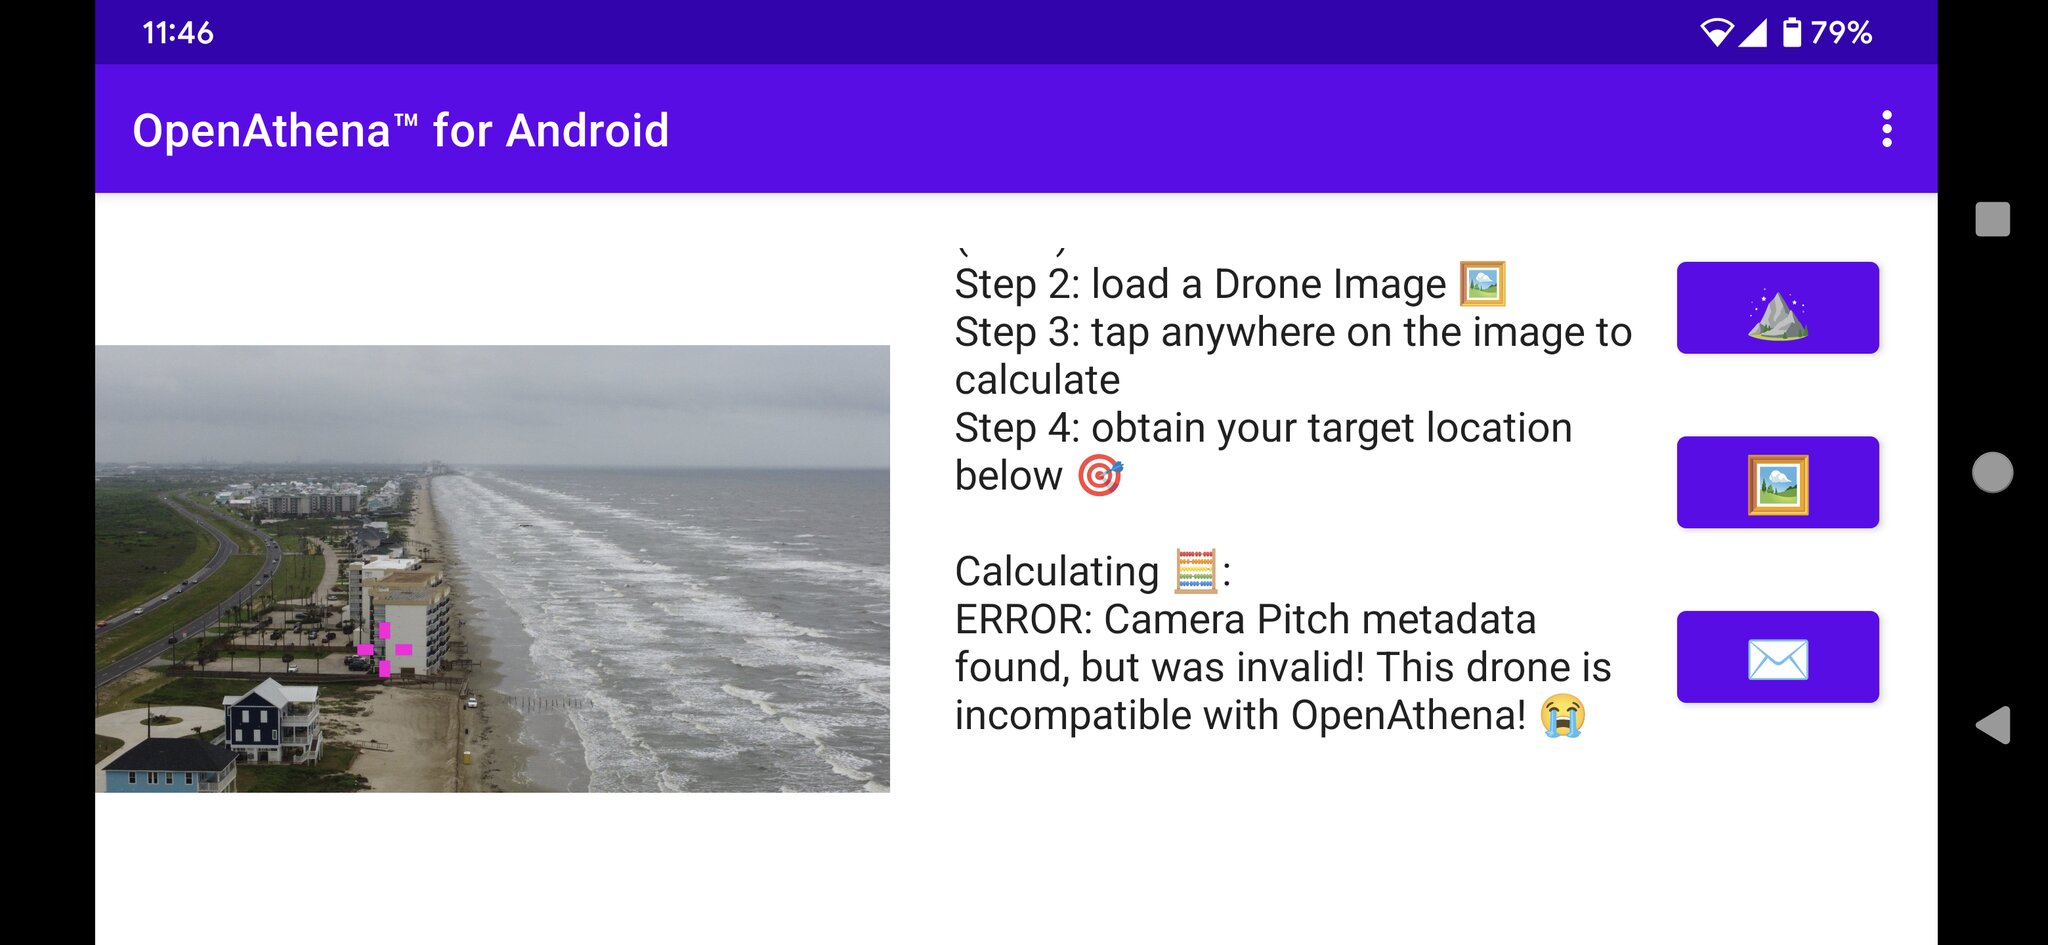 11:46
79%
OpenAthena™ for Android
Step 2: load a Drone Image 🖼️
Step 3: tap anywhere on the image to
calculate
Step 4: obtain your target location
below 🎯
Calculating 🧮:
ERROR: Camera Pitch metadata
found, but was invalid! This drone is
incompatible with OpenAthena! 😭